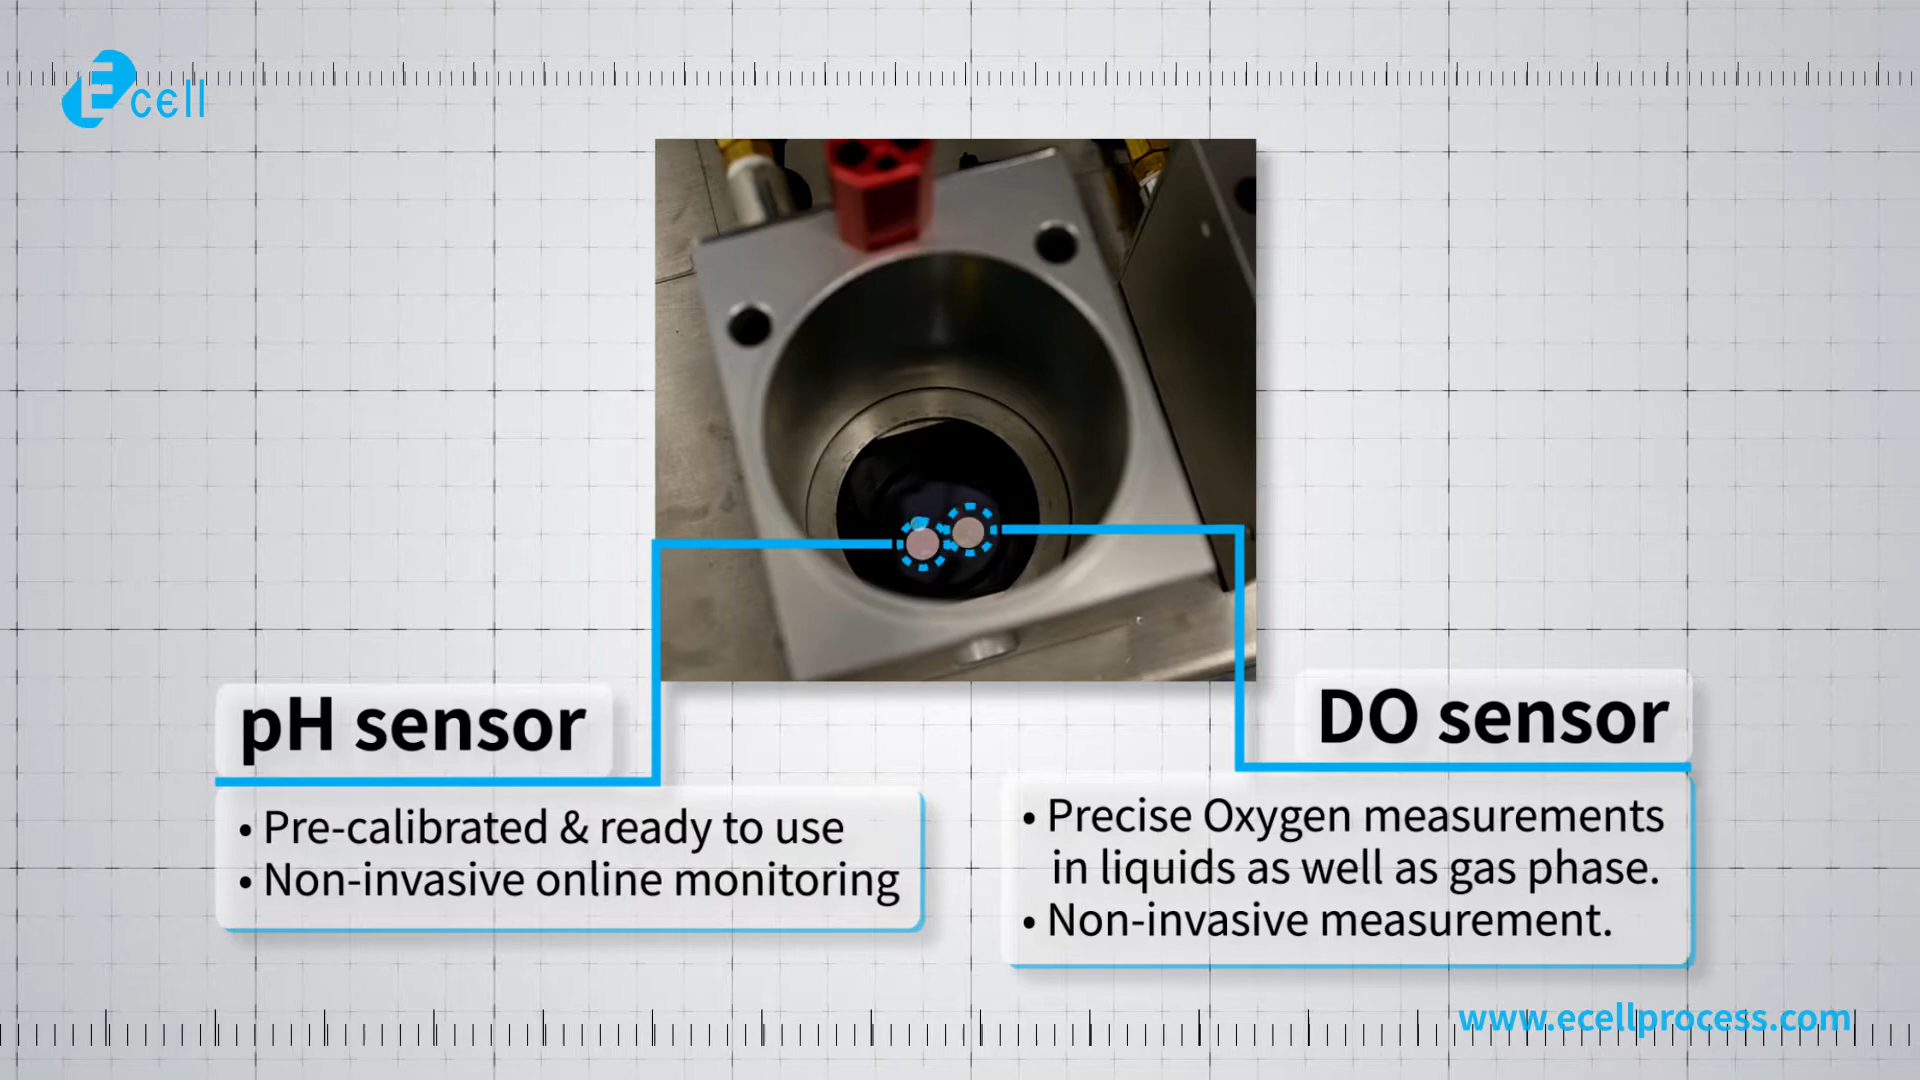 Ecell
pH sensor
• Pre-calibrated & ready to use
• Non-invasive online monitoring
DO sensor
• Precise Oxygen measurements
in liquids as well as gas phase.
• Non-invasive measurement.
www.ecellprocess.com